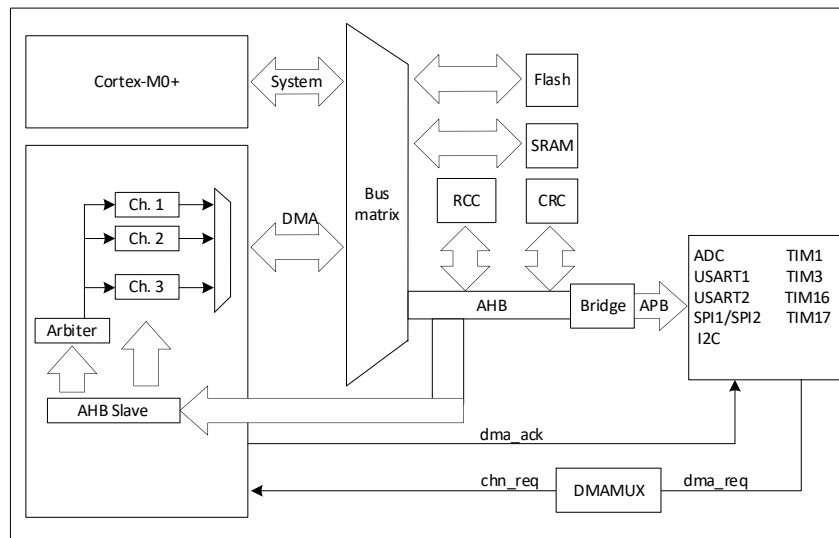 Cortex-M0+
System
Flash
SRAM
Bus
matrix
RCC
CRC
Ch. 1
Ch. 2
Ch. 3
DMA
Arbiter
AHB Slave
AHB
Bridge
APB
ADC TIM1
USART1 TIM3
USART2 TIM16
SPI1/SPI2 TIM17
I2C
dma_ack
chn_req
DMAMUX
dma_req